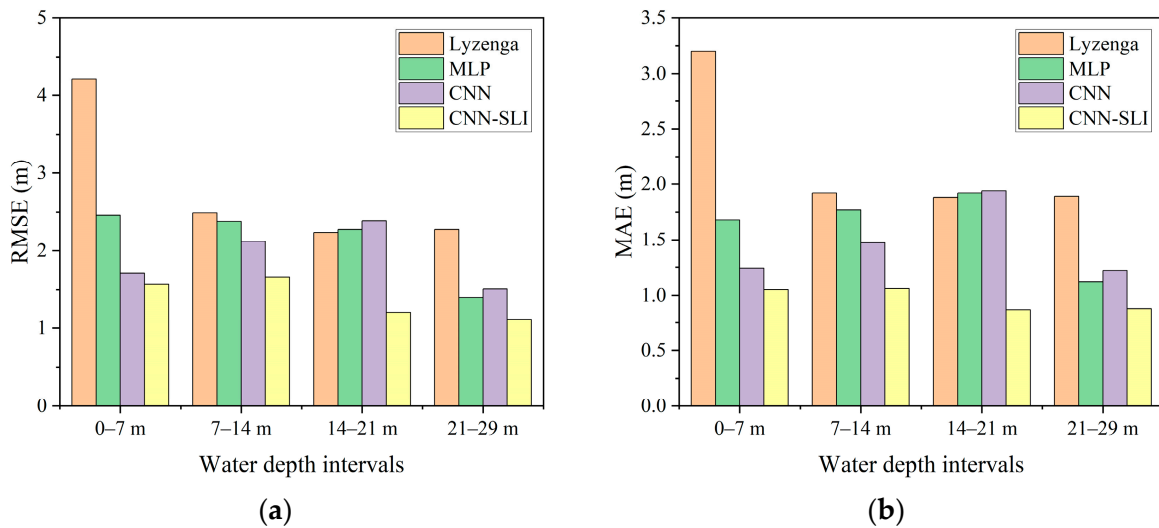 5
4
3
2
1
0
RMSE (m)
Lyzenga
MLP
CNN
CNN-SLI
0–7 m
7–14 m
14–21 m
21–29 m
Water depth intervals
(a)
3.5
3.0
2.5
2.0
1.5
1.0
0.5
0.0
MAE (m)
Lyzenga
MLP
CNN
CNN-SLI
0–7 m
7–14 m
14–21 m
21–29 m
Water depth intervals
(b)